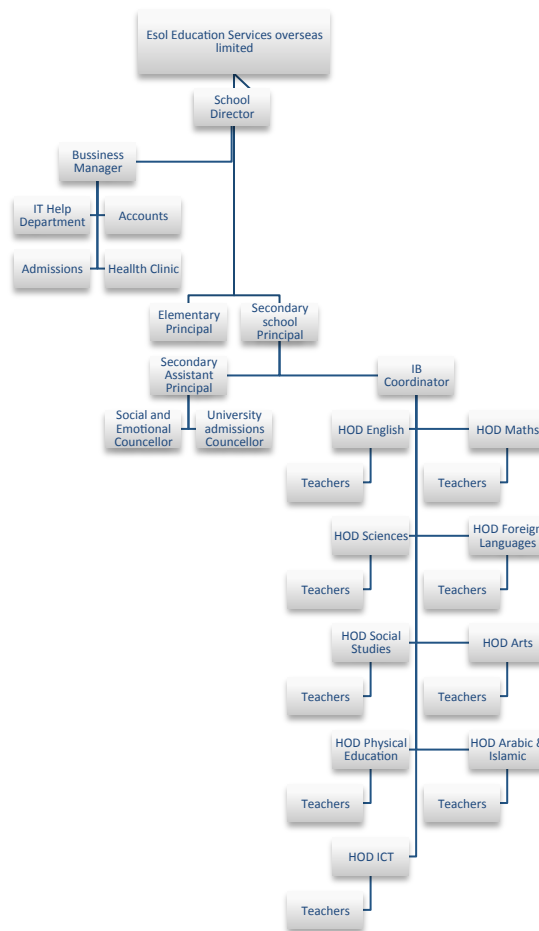 Esol Education Services overseas
limited
School
Director
Bussiness
Manager
IT Help
Department
Accounts
Admissions
Heallth Clinic
Elementary
Principal
Secondary
school
Principal
Secondary
Assistant
Principal
IB
Coordinator
Social and
Emotional
Councellor
University
admissions
Councellor
HOD English
HOD Maths
Teachers
Teachers
HOD Sciences
HOD Foreign
Languages
Teachers
Teachers
HOD Social
Studies
HOD Arts
Teachers
Teachers
HOD Physical
Education
HOD Arabic &
Islamic
Teachers
Teachers
HOD ICT
Teachers